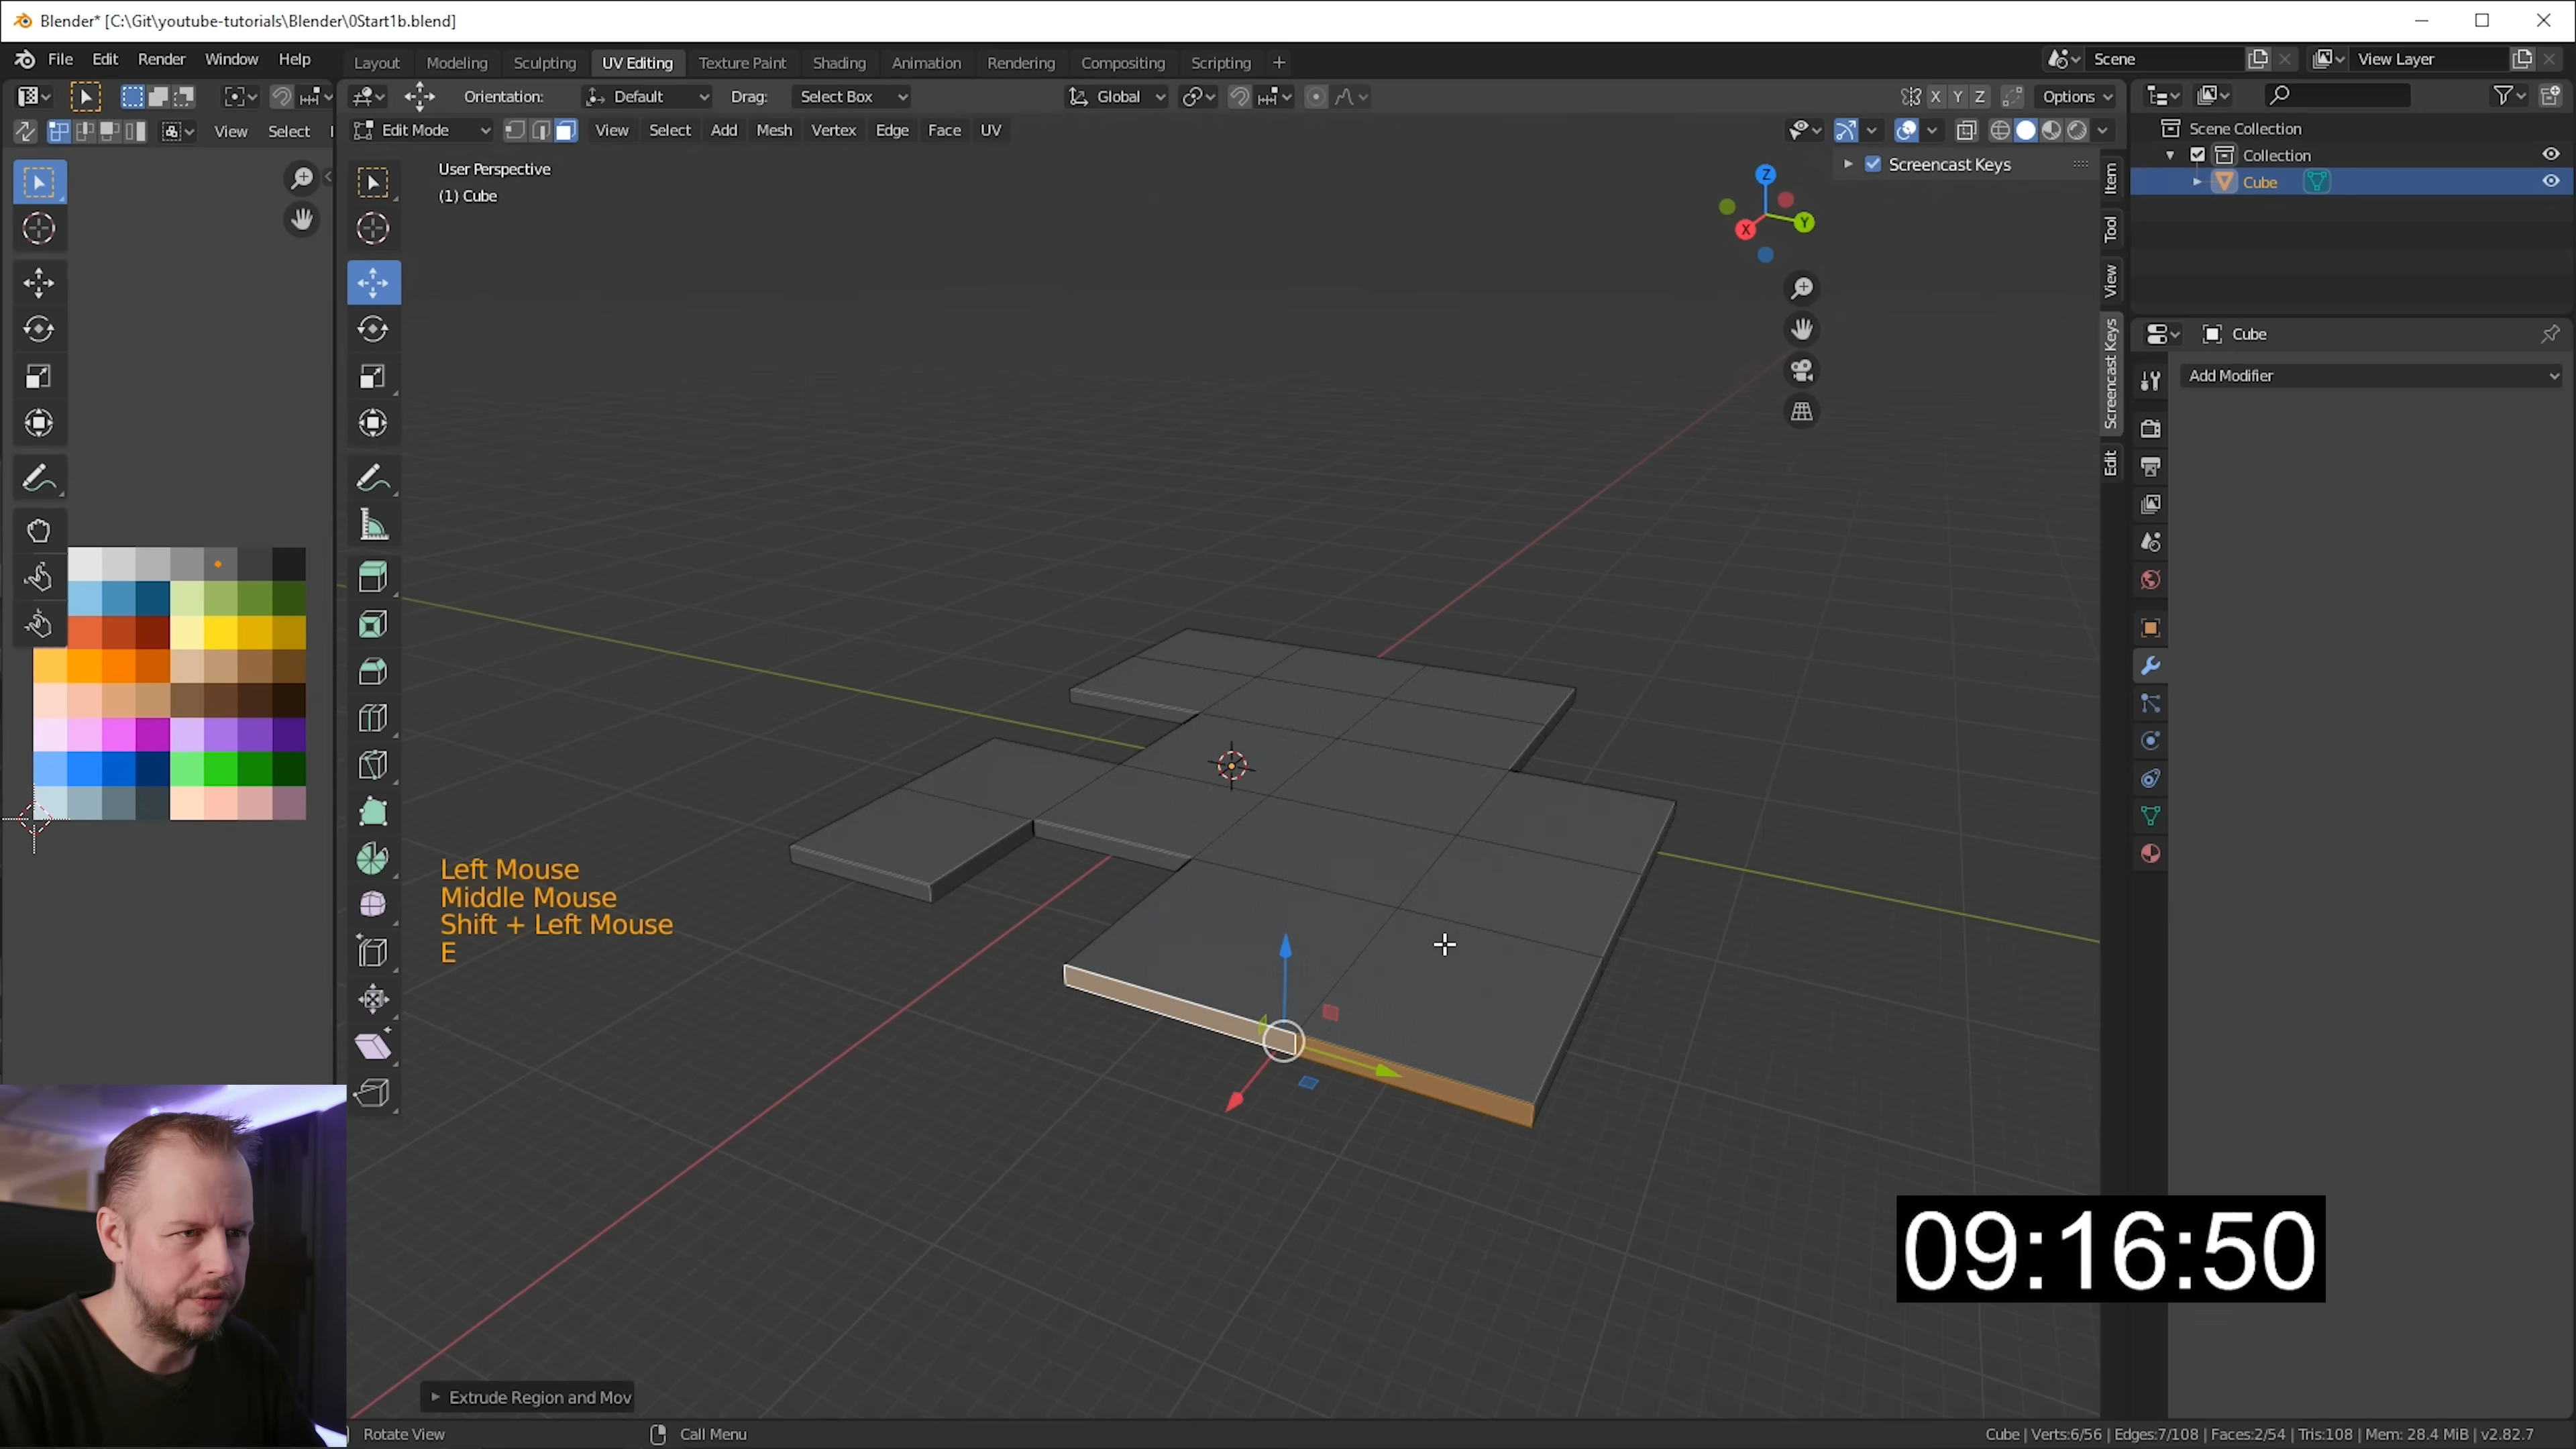 Blender* [C:\Git\youtube-tutorials\Blender\0Start1b.blend]
File Edit Render Window Help
Layout Modeling Sculpting UV Editing Texture Paint Shading Animation Rendering Compositing Scripting +
Scene
View Layer
View Select
Orientation: Default Drag: Select Box
Global
X Y Z
Options
Edit Mode
View Select Add Mesh Vertex Edge Face UV
User Perspective
(1) Cube
Z
Y
X
Screencast Keys
Item
Tool
View
Screencast Keys
Edit
Scene Collection
Collection
Cube
Cube
Add Modifier
Left Mouse
Middle Mouse
Shift + Left Mouse
E
09:16:50
Extrude Region and Mov
Rotate View
Call Menu
Cube | Verts:6/56 | Edges:7/108 | Faces:2/54 | Tris:108 | Mem: 28.4 MiB | v2.82.7